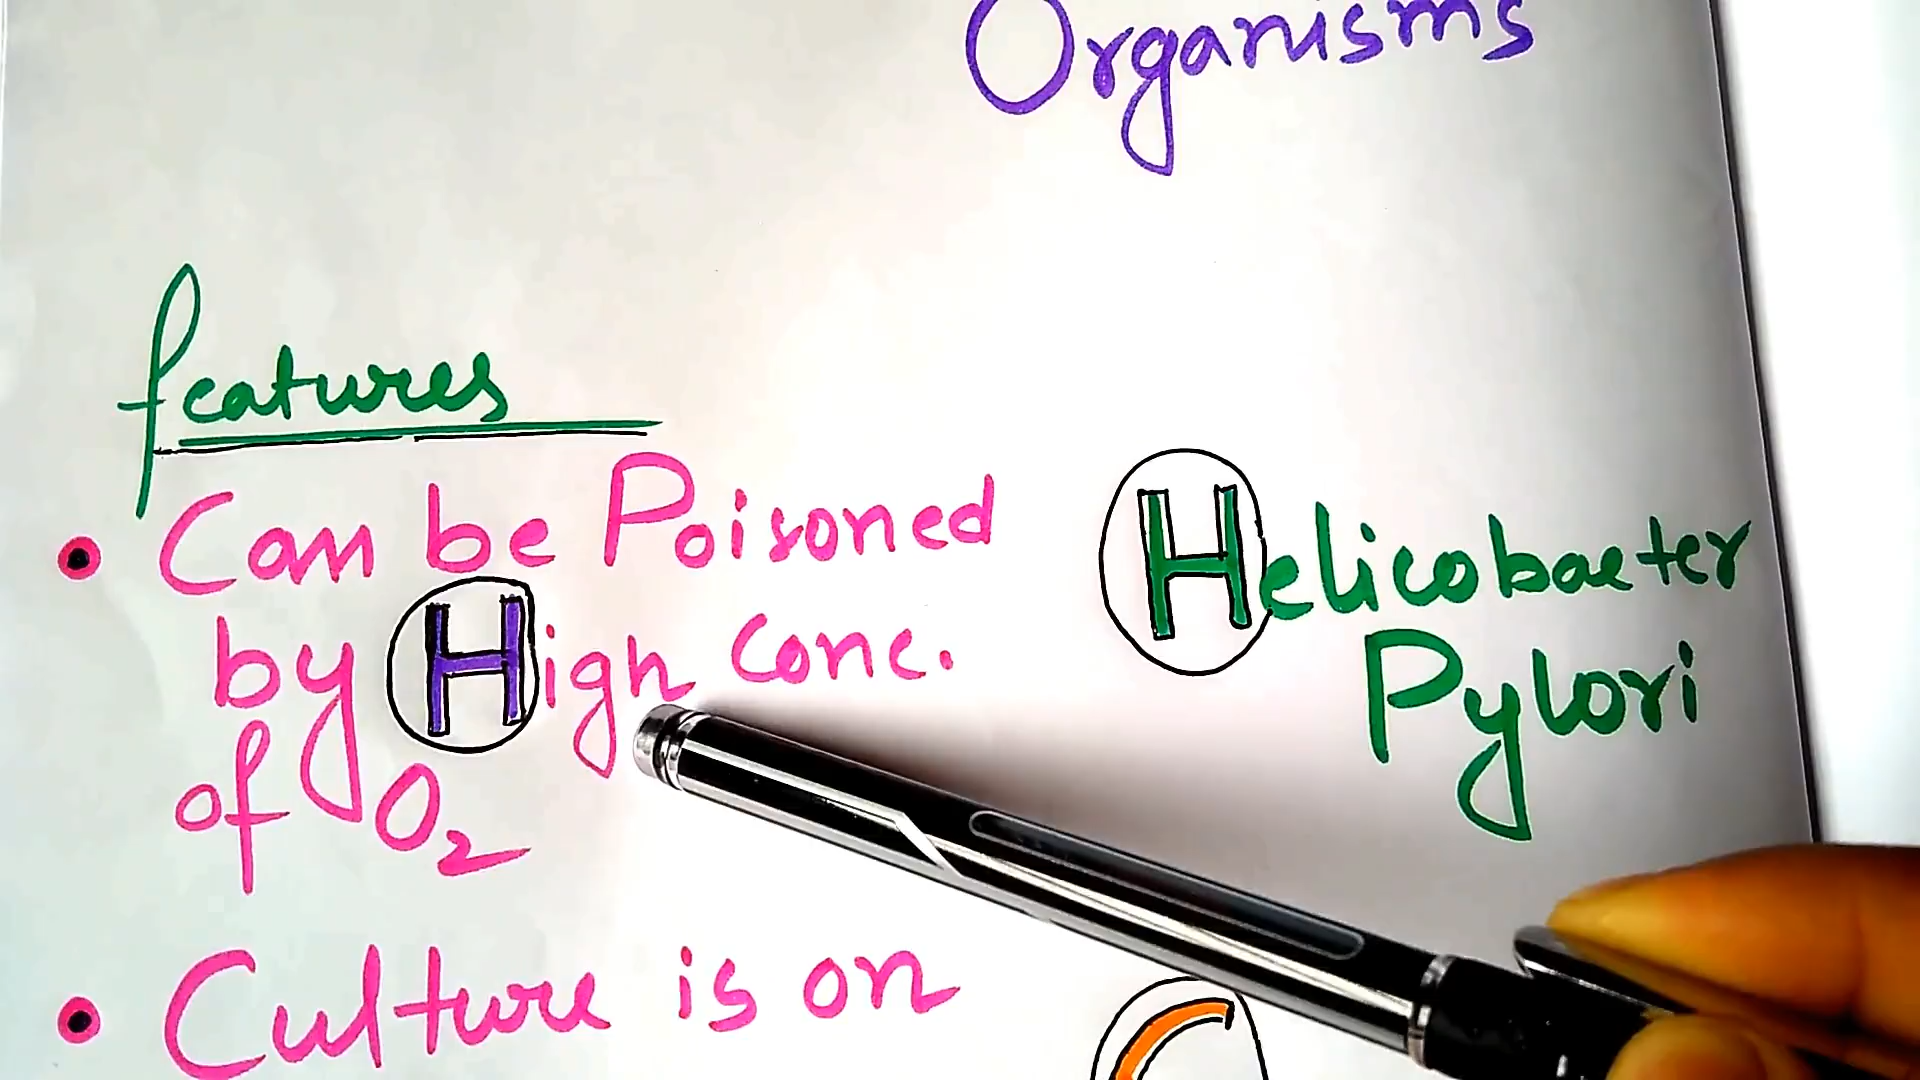 Organisms
features
• Can be Poisoned
by High conc.
of O₂
Helicobacter
Pylori
• Culture is on
C